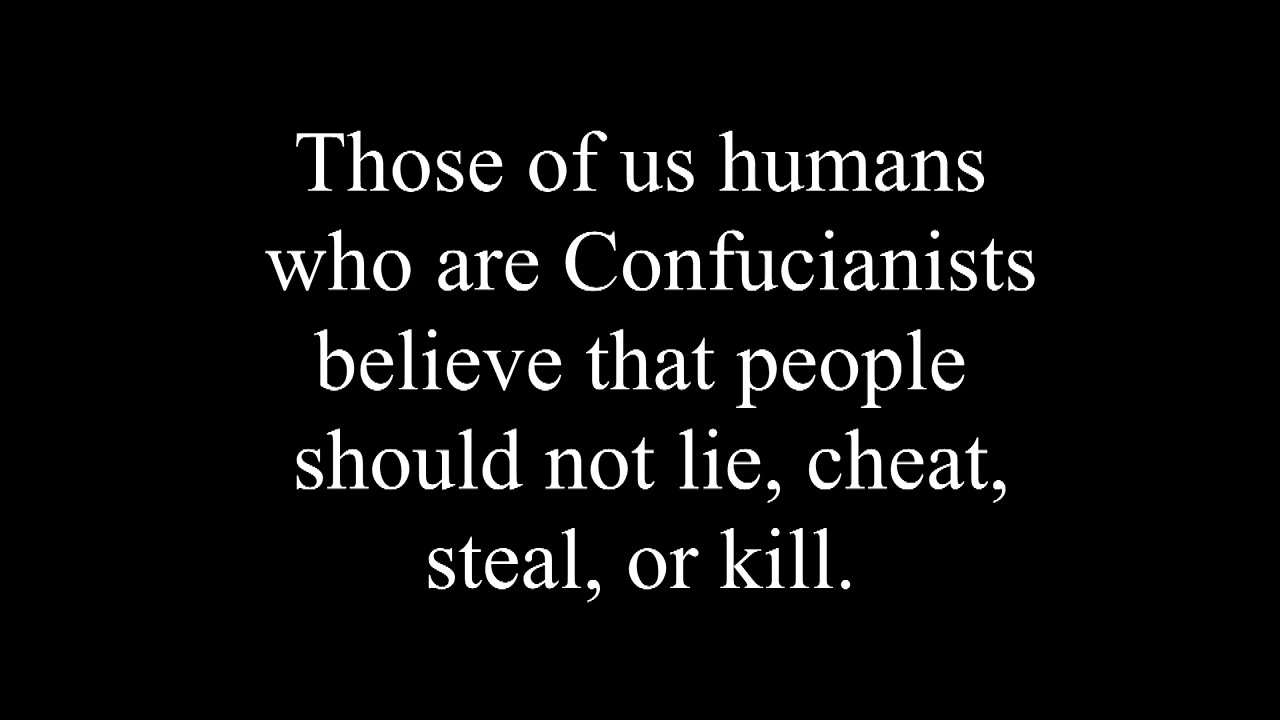 Those of us humans
who are Confucianists
believe that people
should not lie, cheat,
steal, or kill.